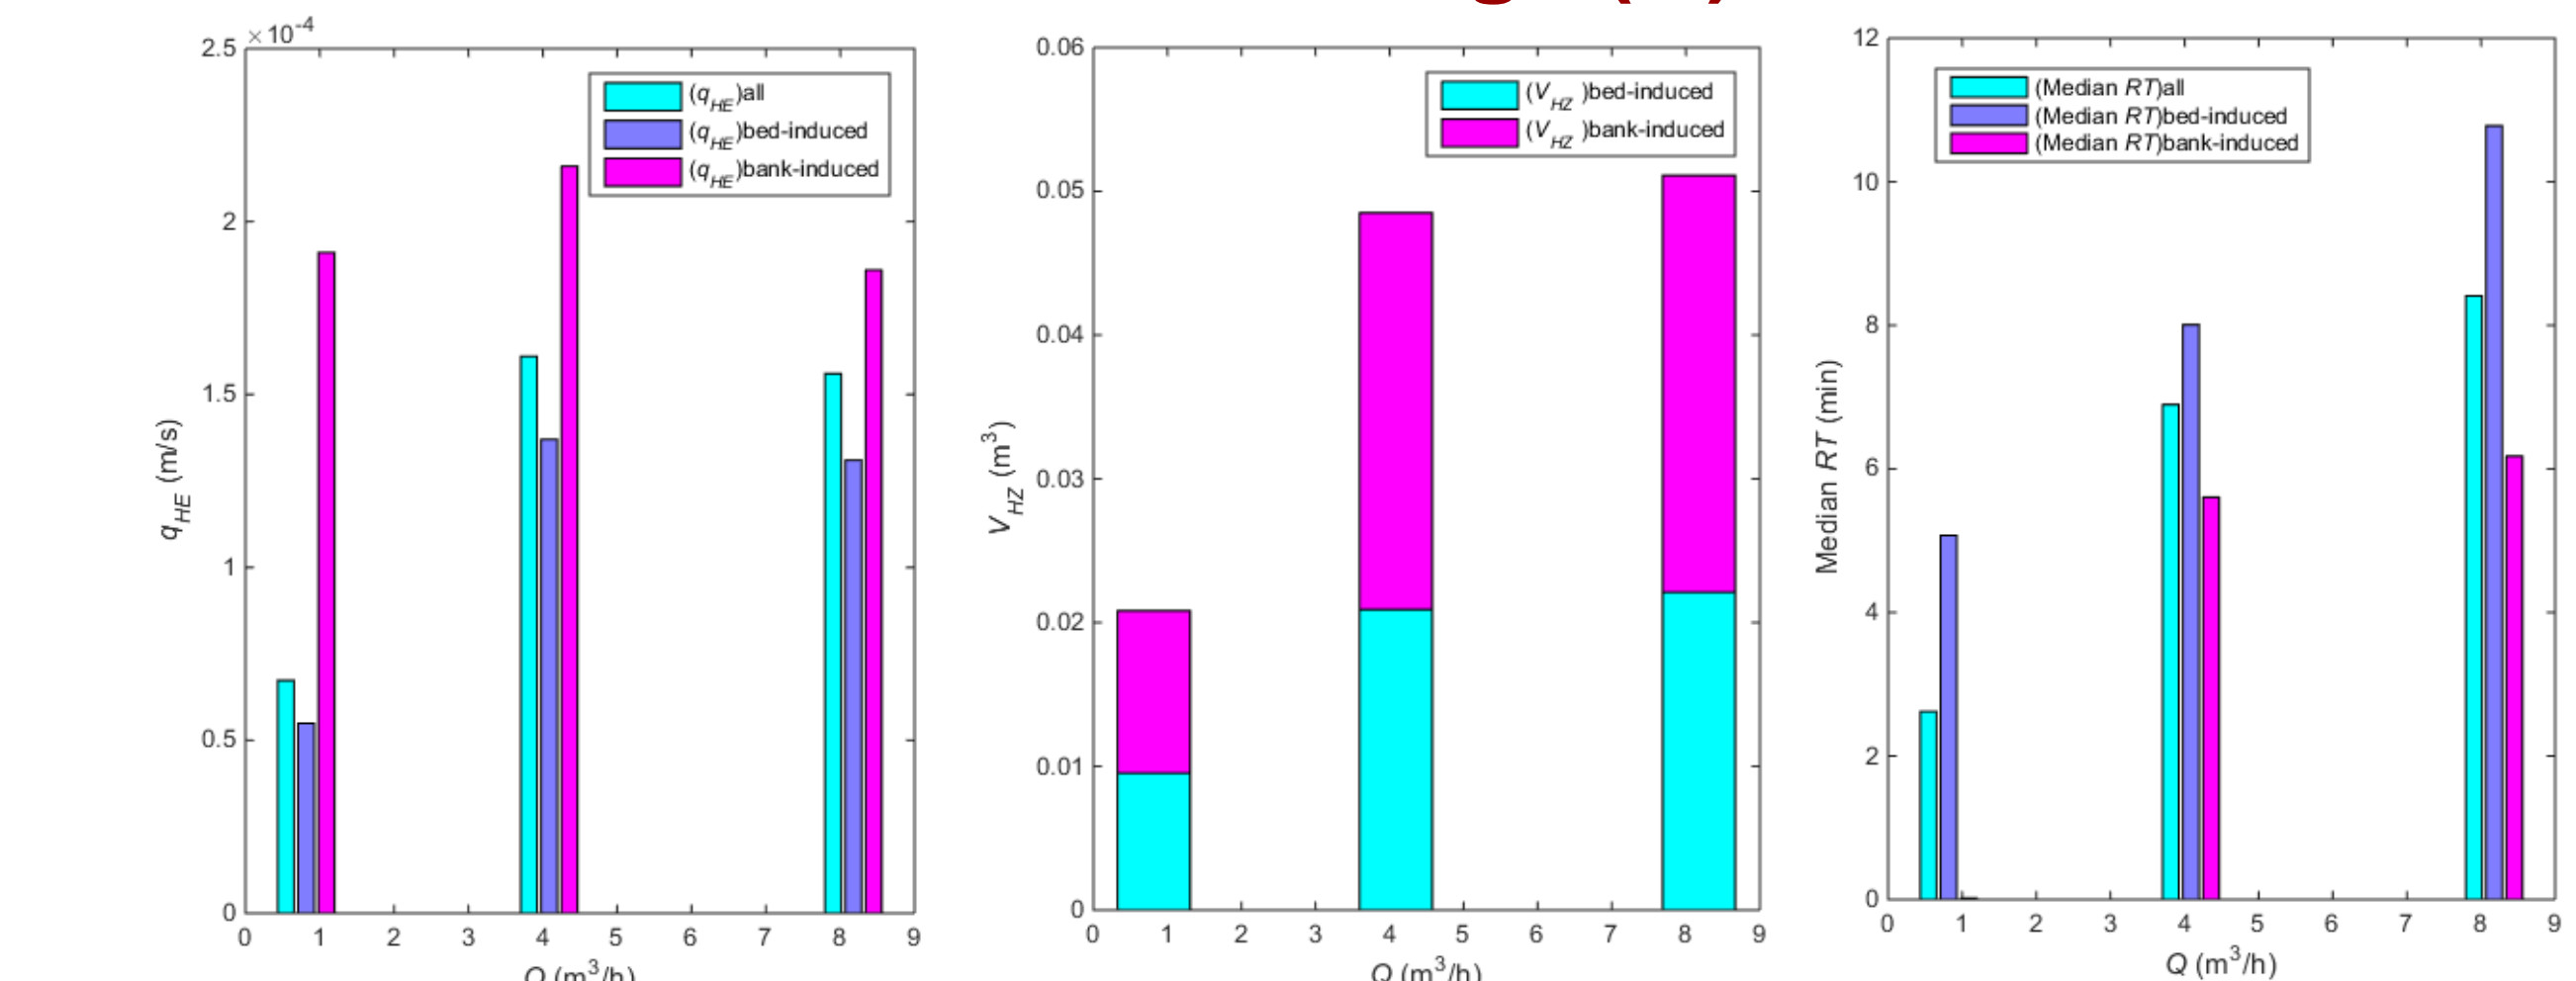 ×10⁻⁴
2.5
2
1.5
1
0.5
0
q_HE (m/s)
(q_HE)all
(q_HE)bed-induced
(q_HE)bank-induced
0 1 2 3 4 5 6 7 8 9
Q (m³/h)
0.06
0.05
0.04
0.03
0.02
0.01
0
V_HZ (m³)
(V_HZ )bed-induced
(V_HZ )bank-induced
0 1 2 3 4 5 6 7 8 9
Q (m³/h)
12
10
8
6
4
2
0
Median RT (min)
(Median RT)all
(Median RT)bed-induced
(Median RT)bank-induced
0 1 2 3 4 5 6 7 8 9
Q (m³/h)